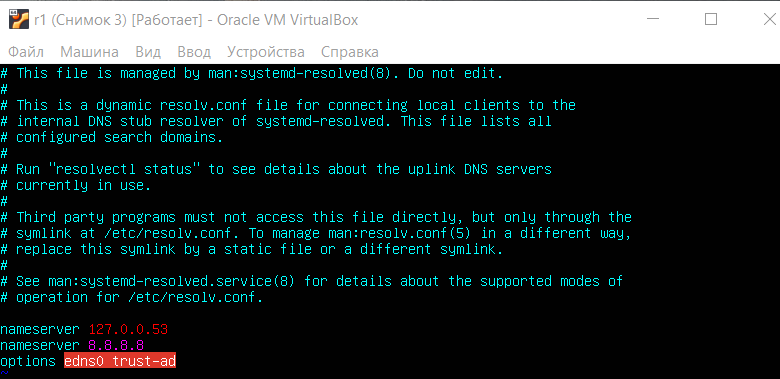 r1 (Снимок 3) [Работает] - Oracle VM VirtualBox
Файл Машина Вид Ввод Устройства Справка
# This file is managed by man:systemd-resolved(8). Do not edit.
#
# This is a dynamic resolv.conf file for connecting local clients to the
# internal DNS stub resolver of systemd-resolved. This file lists all
# configured search domains.
#
# Run "resolvectl status" to see details about the uplink DNS servers
# currently in use.
#
# Third party programs must not access this file directly, but only through the
# symlink at /etc/resolv.conf. To manage man:resolv.conf(5) in a different way,
# replace this symlink by a static file or a different symlink.
#
# See man:systemd-resolved.service(8) for details about the supported modes of
# operation for /etc/resolv.conf.
nameserver 127.0.0.53
nameserver 8.8.8.8
options edns0 trust-ad
~